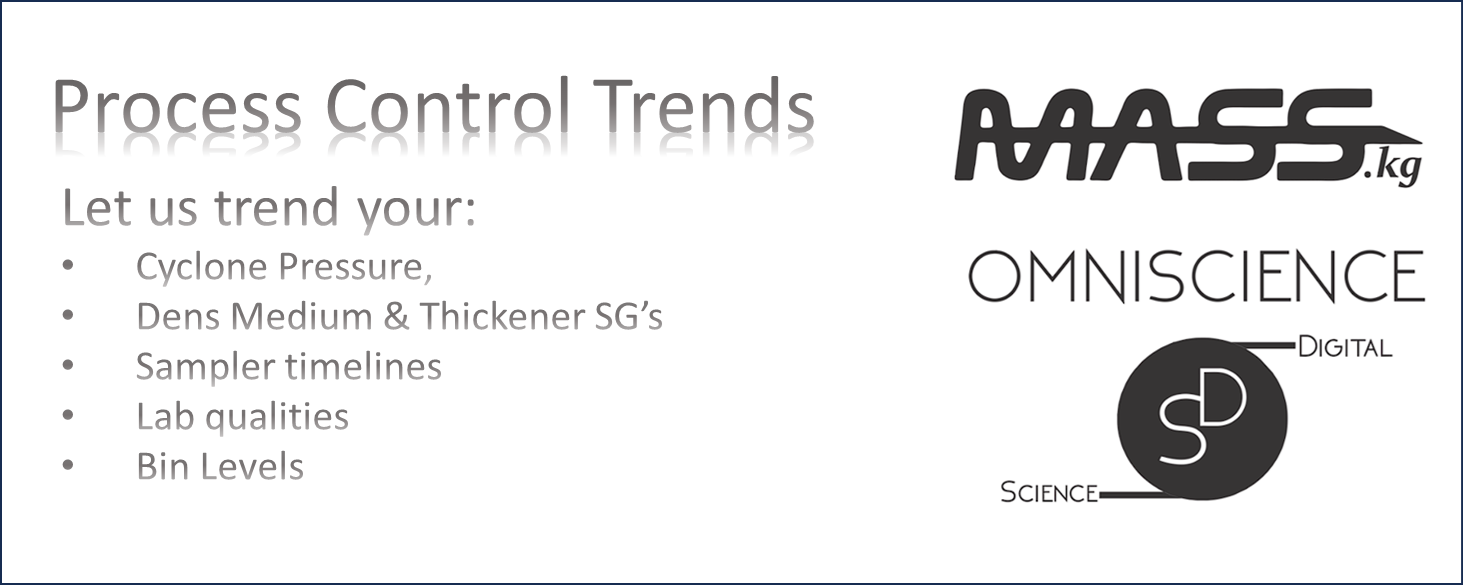 Process Control Trends
Let us trend your:
• Cyclone Pressure,
• Dens Medium & Thickener SG’s
• Sampler timelines
• Lab qualities
• Bin Levels
MASS.kg
OMNISCIENCE
DIGITAL
SD
SCIENCE